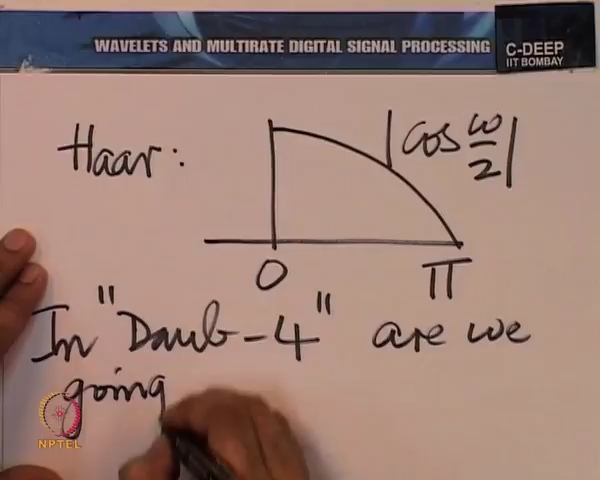 WAVELETS AND MULTIRATE DIGITAL SIGNAL PROCESSING
C-DEEP
IIT BOMBAY
Haar: |cos ω/2|
0 π
In "Daub-4" are we
going
NPTEL